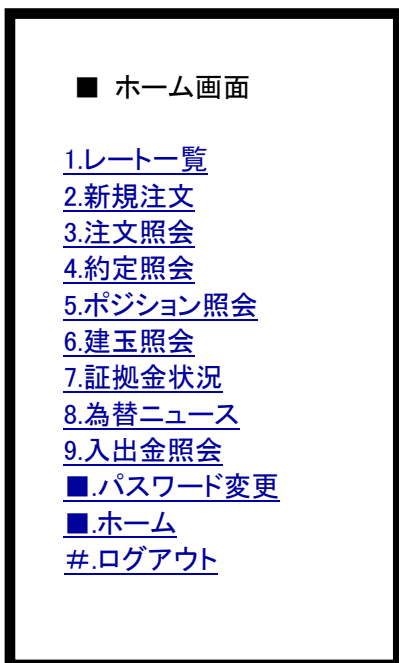 ■ ホーム画面
1.レート一覧
2.新規注文
3.注文照会
4.約定照会
5.ポジション照会
6.建玉照会
7.証拠金状況
8.為替ニュース
9.入出金照会
■.パスワード変更
■.ホーム
＃.ログアウト